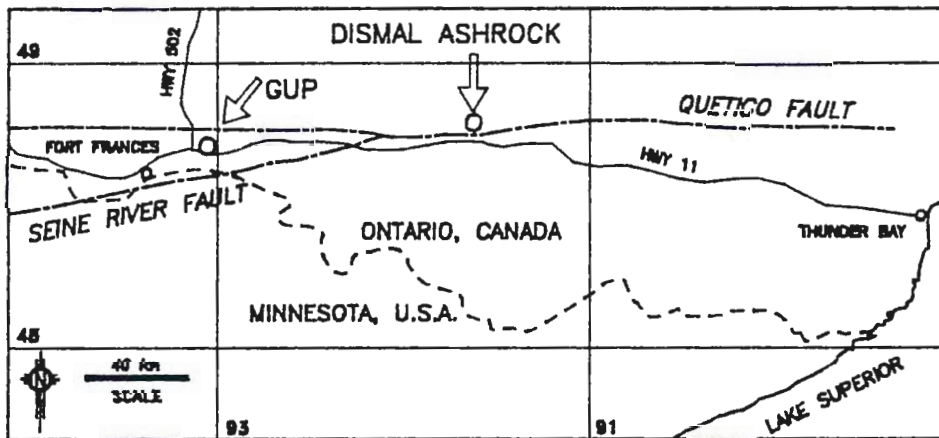 49
HWY 502
DISMAL ASHROCK
GUP
QUETICO FAULT
FORT FRANCES
HWY 11
SEINE RIVER FAULT
ONTARIO, CANADA
THUNDER BAY
MINNESOTA, U.S.A.
48
N
40 km
SCALE
LAKE SUPERIOR
93
91